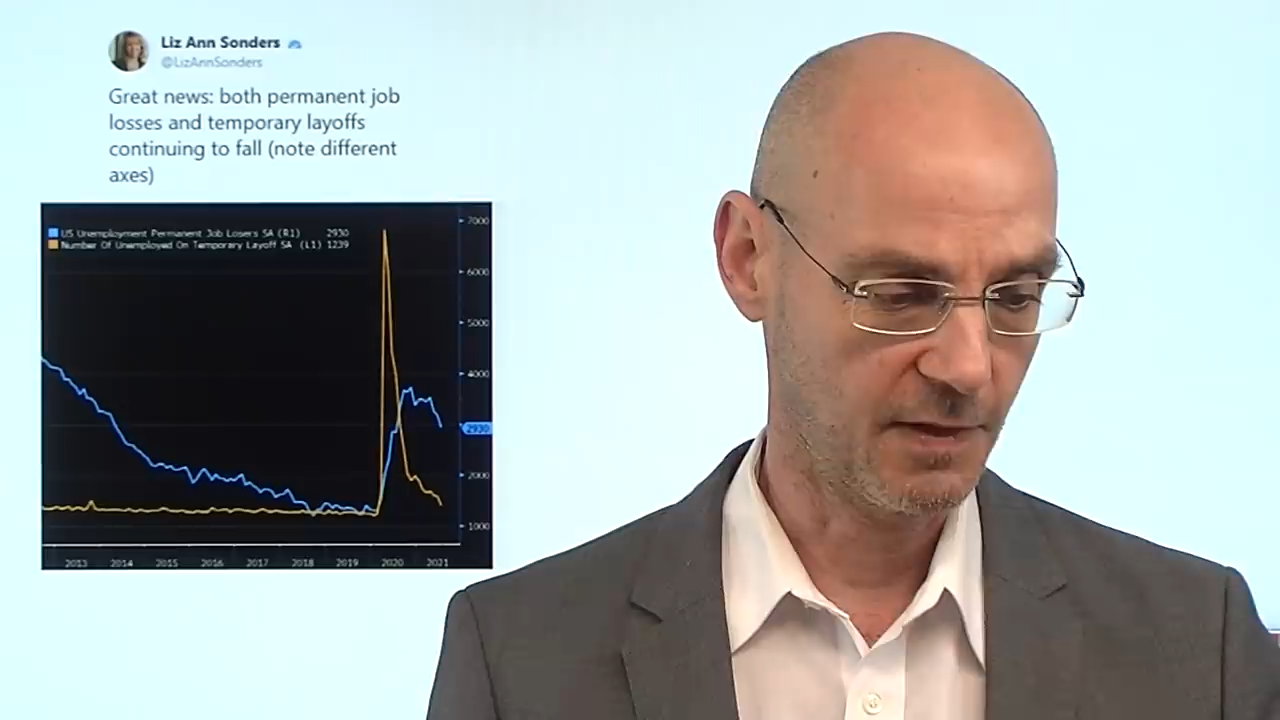 Liz Ann Sonders
@LizAnnSonders
Great news: both permanent job
losses and temporary layoffs
continuing to fall (note different
axes)
US Unemployment Permanent Job Losers SA (R1) 2930
Number Of Unemployed On Temporary Layoff SA (L1) 1239
7000
6000
5000
4000
2930
2000
1000
2013 2014 2015 2016 2017 2018 2019 2020 2021